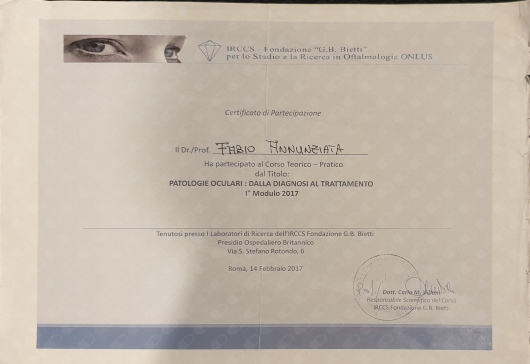 IRCCS - Fondazione "G.B. Bietti"
per lo Studio e la Ricerca in Oftalmologia ONLUS
Certificato di Partecipazione
Il Dr./Prof. FABIO ANNUNZIATA
Ha partecipato al Corso Teorico – Pratico
dal Titolo:
PATOLOGIE OCULARI : DALLA DIAGNOSI AL TRATTAMENTO
I° Modulo 2017
Tenutosi presso I Laboratori di Ricerca dell'IRCCS Fondazione G.B. Bietti
Presidio Ospedaliero Britannico
Via S. Stefano Rotondo, 6
Roma, 14 Febbraio 2017
Dott. Carlo M. Villani
Responsabile Scientifico del Corso
IRCCS Fondazione G.B. Bietti